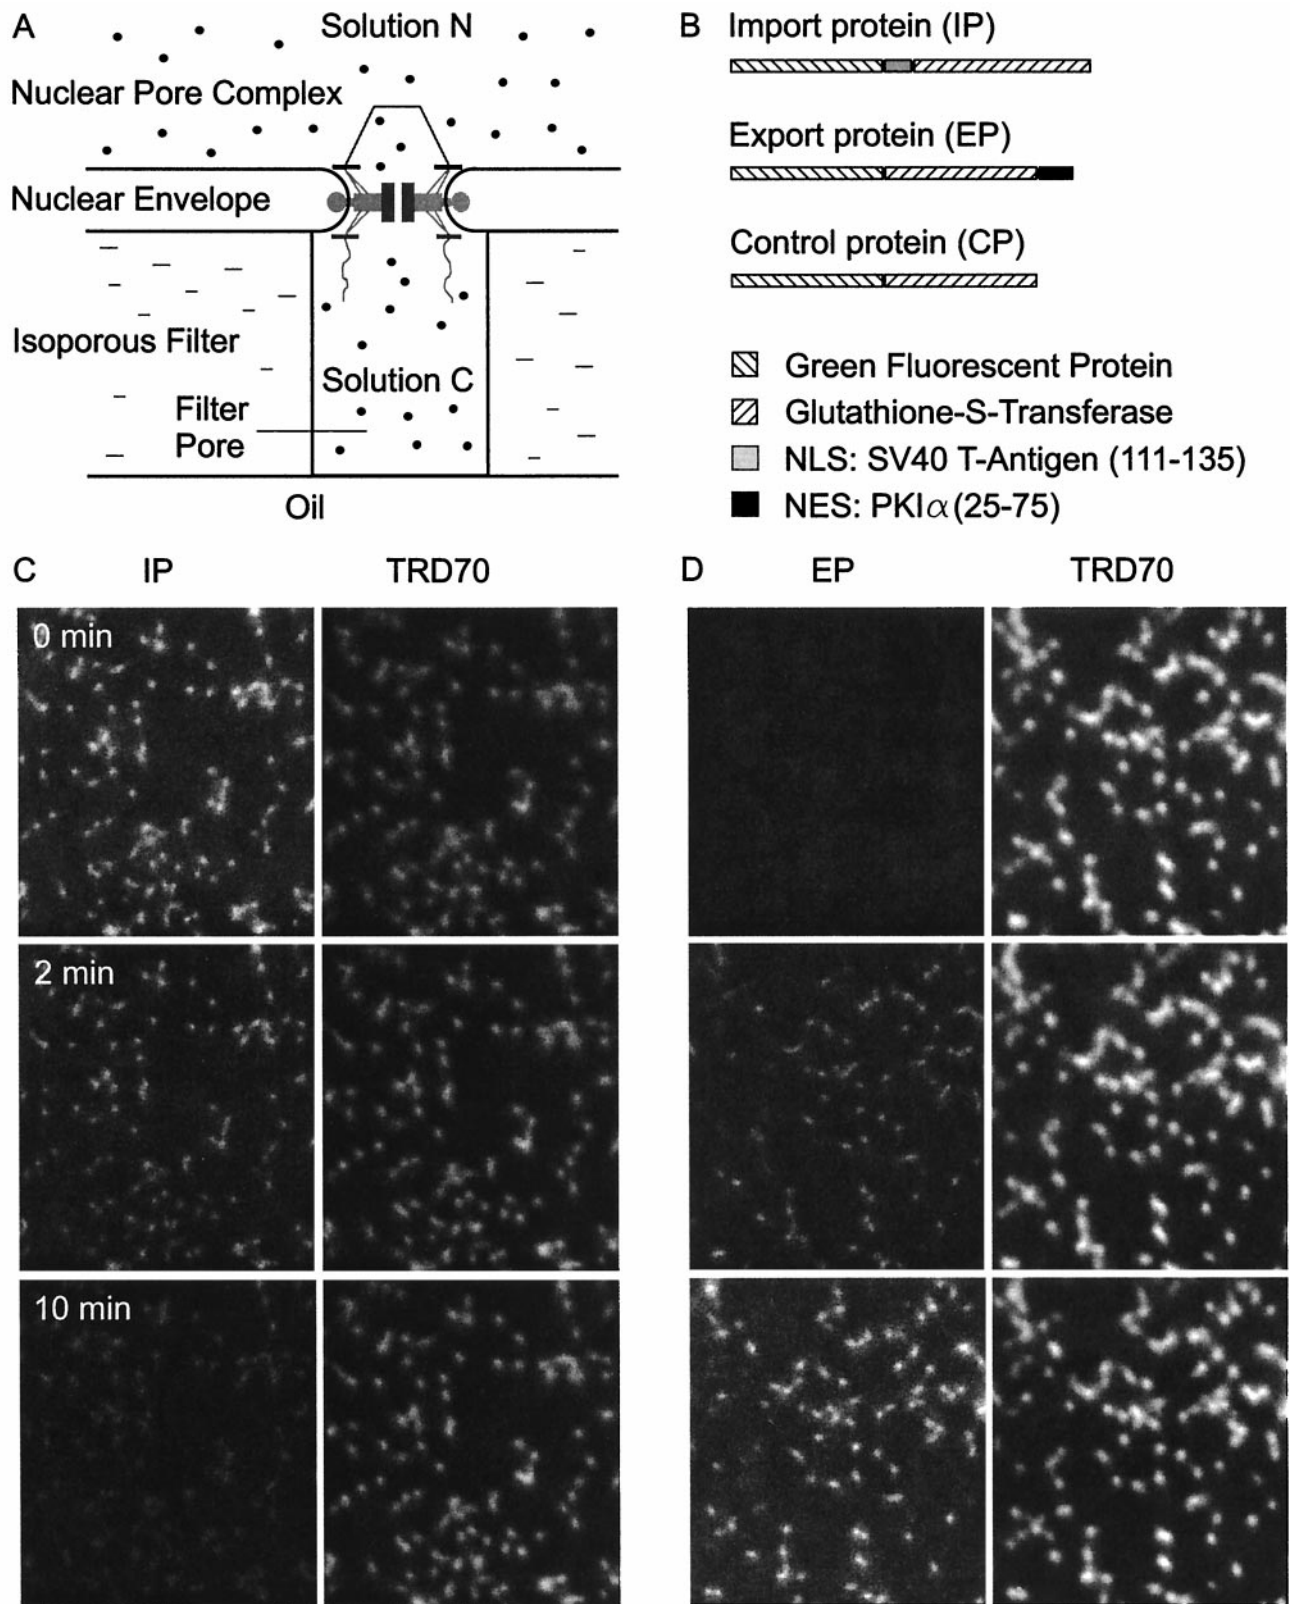 A
Solution N
Nuclear Pore Complex
Nuclear Envelope
Isoporous Filter
Solution C
Filter
Pore
Oil
B
Import protein (IP)
Export protein (EP)
Control protein (CP)
Green Fluorescent Protein
Glutathione-S-Transferase
NLS: SV40 T-Antigen (111-135)
NES: PKIα(25-75)
C IP TRD70
0 min
2 min
10 min
D EP TRD70